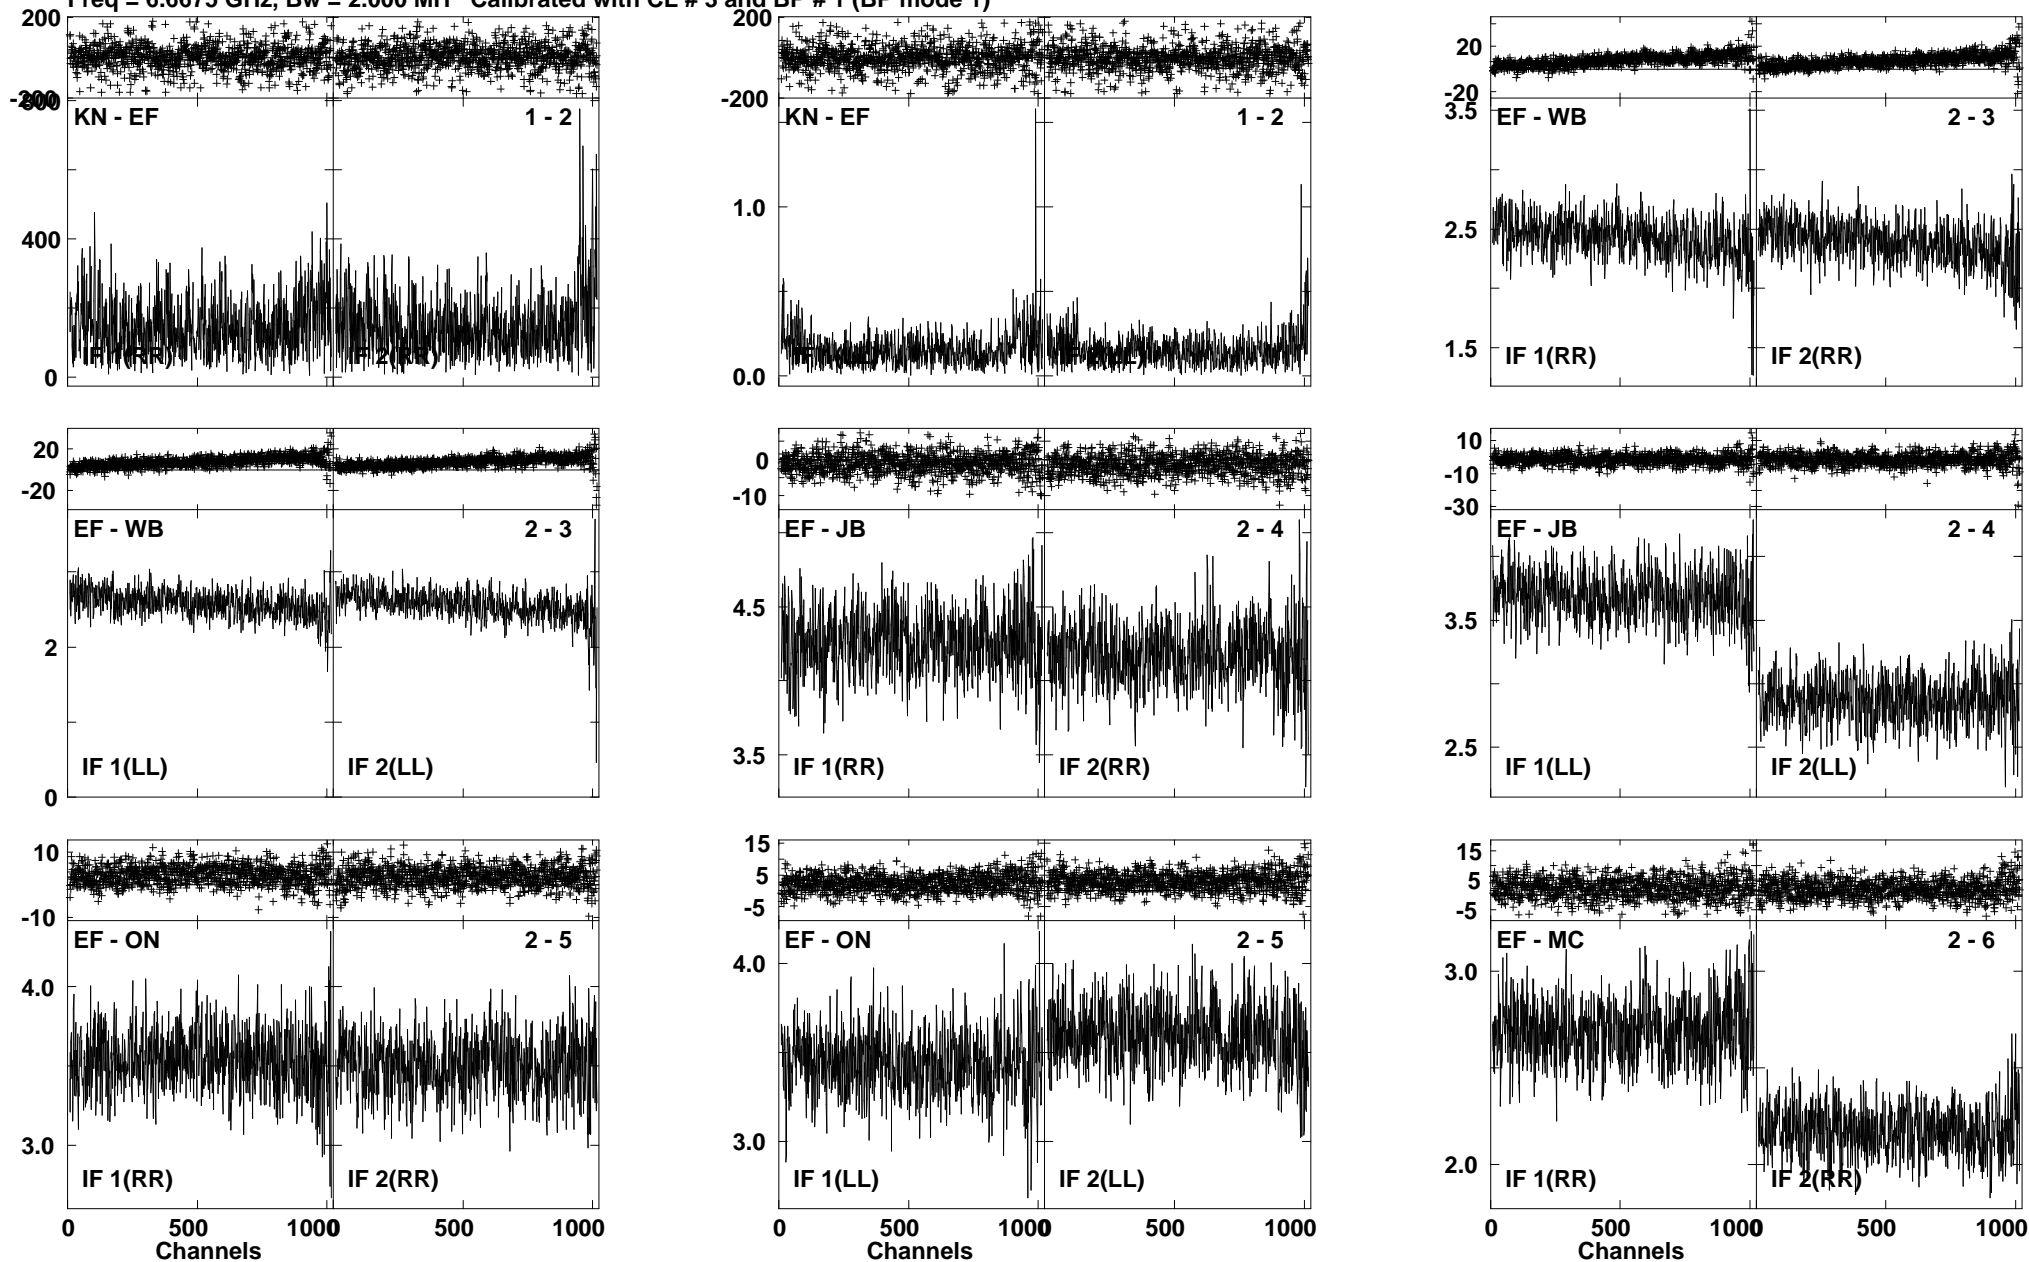 Freq = 6.6675 GHz, Bw = 2.000 MH Calibrated with CL # 3 and BP # 1 (BP mode 1)
200
-200
KN - EF 1 - 2
400
0
IF 1(RR) IF 2(RR)
200
-200
KN - EF 1 - 2
1.0
0.0
20
-20
3.5
EF - WB 2 - 3
2.5
1.5
IF 1(RR) IF 2(RR)
20
-20
EF - WB 2 - 3
2
0
IF 1(LL) IF 2(LL)
0
-10
EF - JB 2 - 4
4.5
3.5
IF 1(RR) IF 2(RR)
10
-10
-30
EF - JB 2 - 4
3.5
2.5
IF 1(LL) IF 2(LL)
10
-10
EF - ON 2 - 5
4.0
3.0
IF 1(RR) IF 2(RR)
0 500 1000 0 500 1000
Channels
15
5
-5
EF - ON 2 - 5
4.0
3.0
IF 1(LL) IF 2(LL)
0 500 1000 0 500 1000
Channels
15
5
-5
EF - MC 2 - 6
3.0
2.0
IF 1(RR) IF 2(RR)
0 500 1000 0 500 1000
Channels